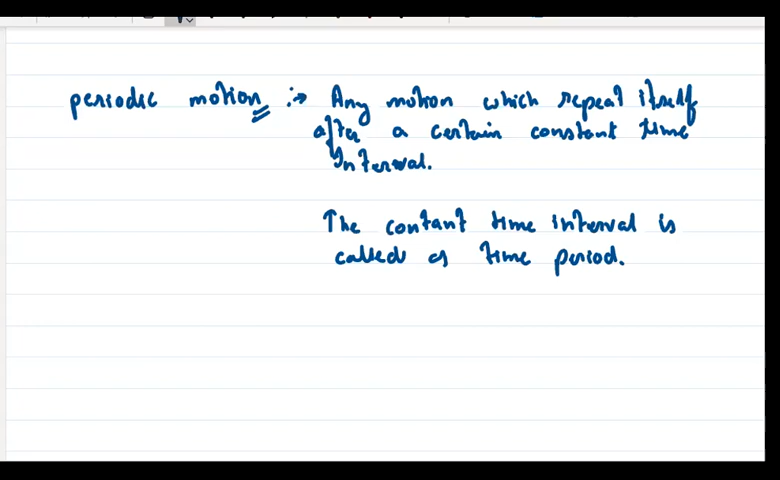 periodic motion :→ Any motion which repeat itself
after a certain constant time
Interval.
The contant time interval is
called as time period.